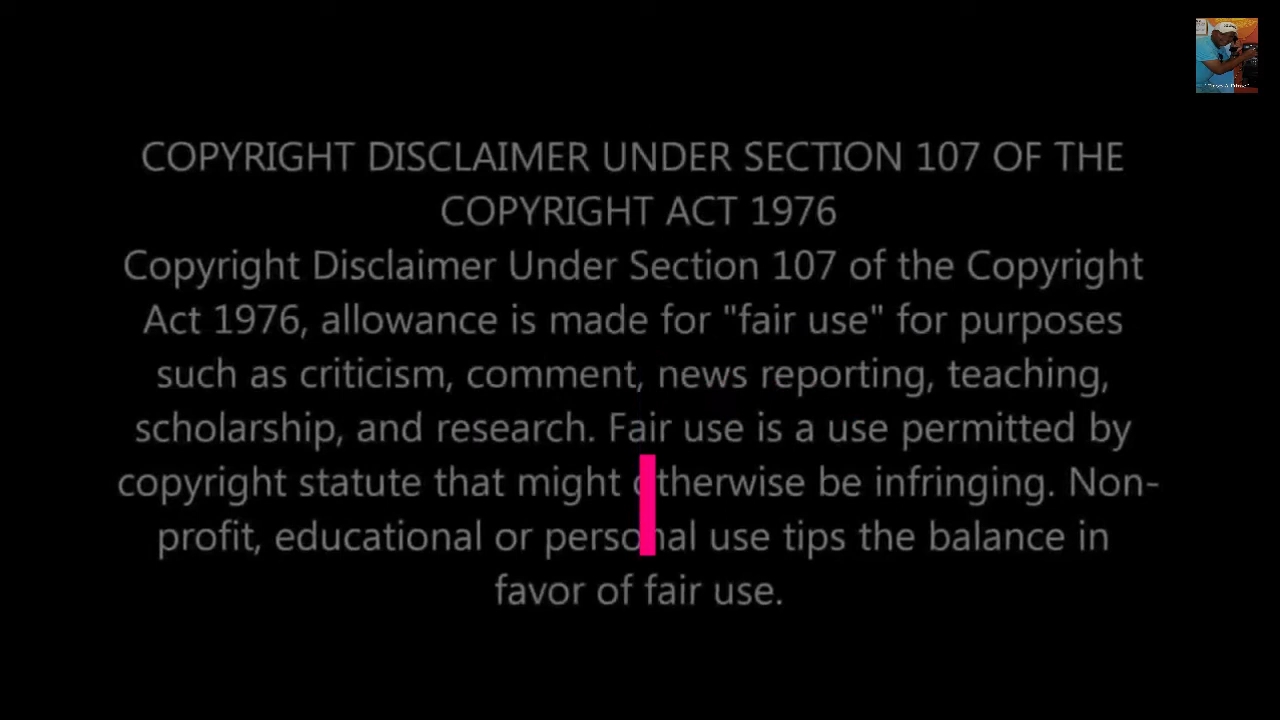 COPYRIGHT DISCLAIMER UNDER SECTION 107 OF THE
COPYRIGHT ACT 1976
Copyright Disclaimer Under Section 107 of the Copyright
Act 1976, allowance is made for "fair use" for purposes
such as criticism, comment, news reporting, teaching,
scholarship, and research. Fair use is a use permitted by
copyright statute that might otherwise be infringing. Non-
profit, educational or personal use tips the balance in
favor of fair use.